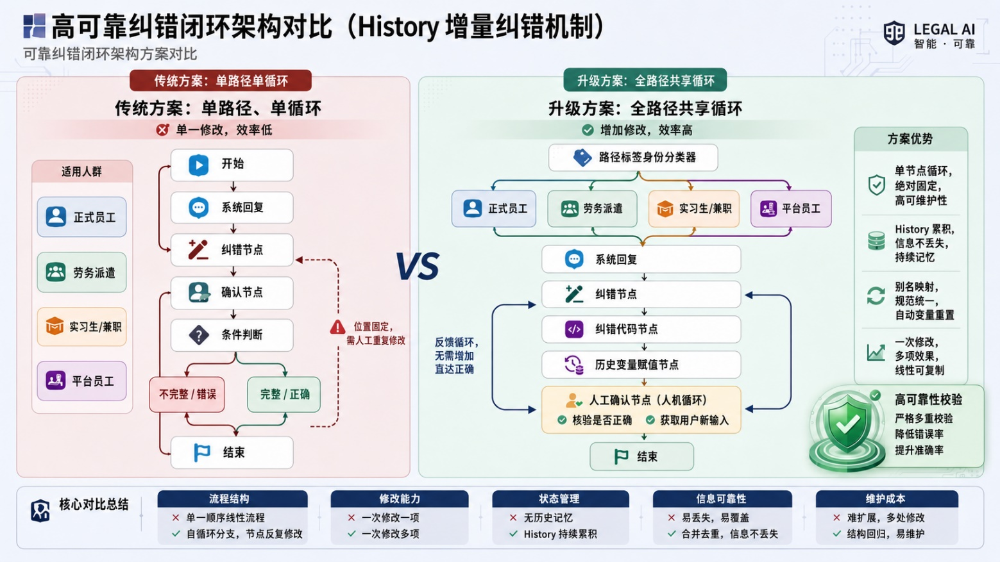 高可靠纠错闭环架构对比（History 增量纠错机制）
可靠纠错闭环架构方案对比
LEGAL AI
智能 · 可靠
传统方案：单路径单循环
传统方案：单路径、单循环
单一修改，效率低
适用人群
正式员工
劳务派遣
实习生/兼职
平台员工
开始
系统回复
纠错节点
确认节点
条件判断
不完整 / 错误
完整 / 正确
结束
位置固定，
需人工重复修改
VS
升级方案：全路径共享循环
升级方案：全路径共享循环
增加修改，效率高
路径标签身份分类器
正式员工
劳务派遣
实习生/兼职
平台员工
系统回复
纠错节点
纠错代码节点
历史变量赋值节点
人工确认节点（人机循环）
核验是否正确
获取用户新输入
结束
反馈循环，
无需增加
直达正确
方案优势
单节点循环，
绝对固定，
高可维护性
History 累积，
信息不丢失，
持续记忆
别名映射，
规范统一，
自动变量重置
一次修改，
多项效果，
线性可复制
高可靠性校验
严格多重校验
降低错误率
提升准确率
核心对比总结
流程结构
单一顺序线性流程
自循环分支，节点反复修改
修改能力
一次修改一项
一次修改多项
状态管理
无历史记忆
History 持续累积
信息可靠性
易丢失，易覆盖
合并去重，信息不丢失
维护成本
难扩展，多处修改
结构回归，易维护